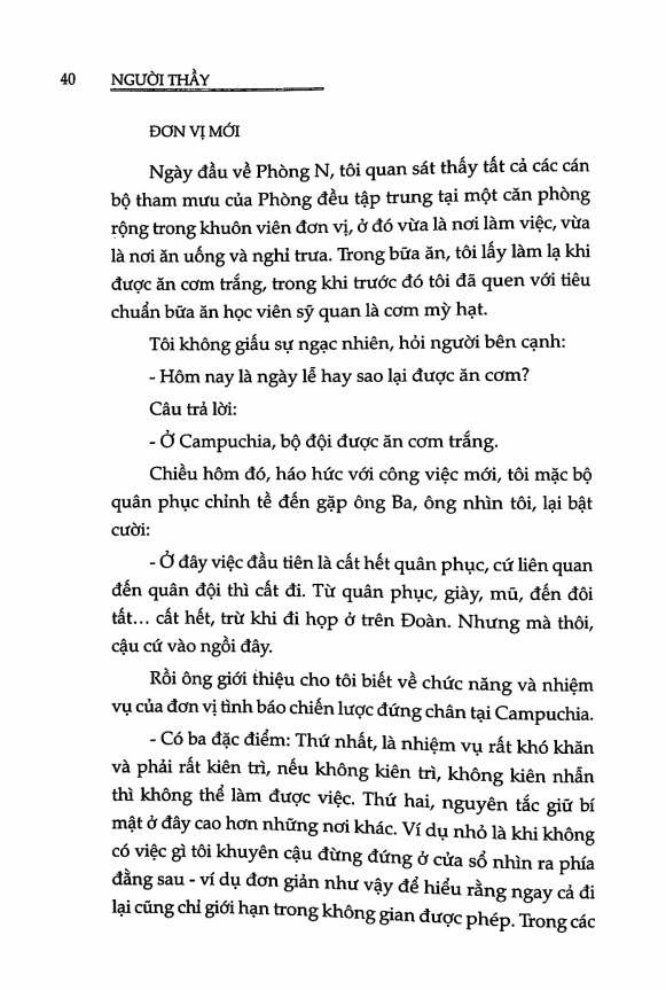 40 NGƯỜI THẦY
ĐƠN VỊ MỚI
Ngày đầu về Phòng N, tôi quan sát thấy tất cả các cán
bộ tham mưu của Phòng đều tập trung tại một căn phòng
rộng trong khuôn viên đơn vị, ở đó vừa là nơi làm việc, vừa
là nơi ăn uống và nghỉ trưa. Trong bữa ăn, tôi lấy làm lạ khi
được ăn cơm trắng, trong khi trước đó tôi đã quen với tiêu
chuẩn bữa ăn học viên sỹ quan là cơm mỳ hạt.
Tôi không giấu sự ngạc nhiên, hỏi người bên cạnh:
- Hôm nay là ngày lễ hay sao lại được ăn cơm?
Câu trả lời:
- Ở Campuchia, bộ đội được ăn cơm trắng.
Chiều hôm đó, háo hức với công việc mới, tôi mặc bộ
quân phục chỉnh tề đến gặp ông Ba, ông nhìn tôi, lại bật
cười:
- Ở đây việc đầu tiên là cất hết quân phục, cứ liên quan
đến quân đội thì cất đi. Từ quân phục, giày, mũ, đến đôi
tất... cất hết, trừ khi đi họp ở trên Đoàn. Nhưng mà thôi,
cậu cứ vào ngồi đây.
Rồi ông giới thiệu cho tôi biết về chức năng và nhiệm
vụ của đơn vị tình báo chiến lược đứng chân tại Campuchia.
- Có ba đặc điểm: Thứ nhất, là nhiệm vụ rất khó khăn
và phải rất kiên trì, nếu không kiên trì, không kiên nhẫn
thì không thể làm được việc. Thứ hai, nguyên tắc giữ bí
mật ở đây cao hơn những nơi khác. Ví dụ nhỏ là khi không
có việc gì tôi khuyên cậu đừng đứng ở cửa sổ nhìn ra phía
đằng sau - ví dụ đơn giản như vậy để hiểu rằng ngay cả đi
lại cũng chỉ giới hạn trong không gian được phép. Trong các